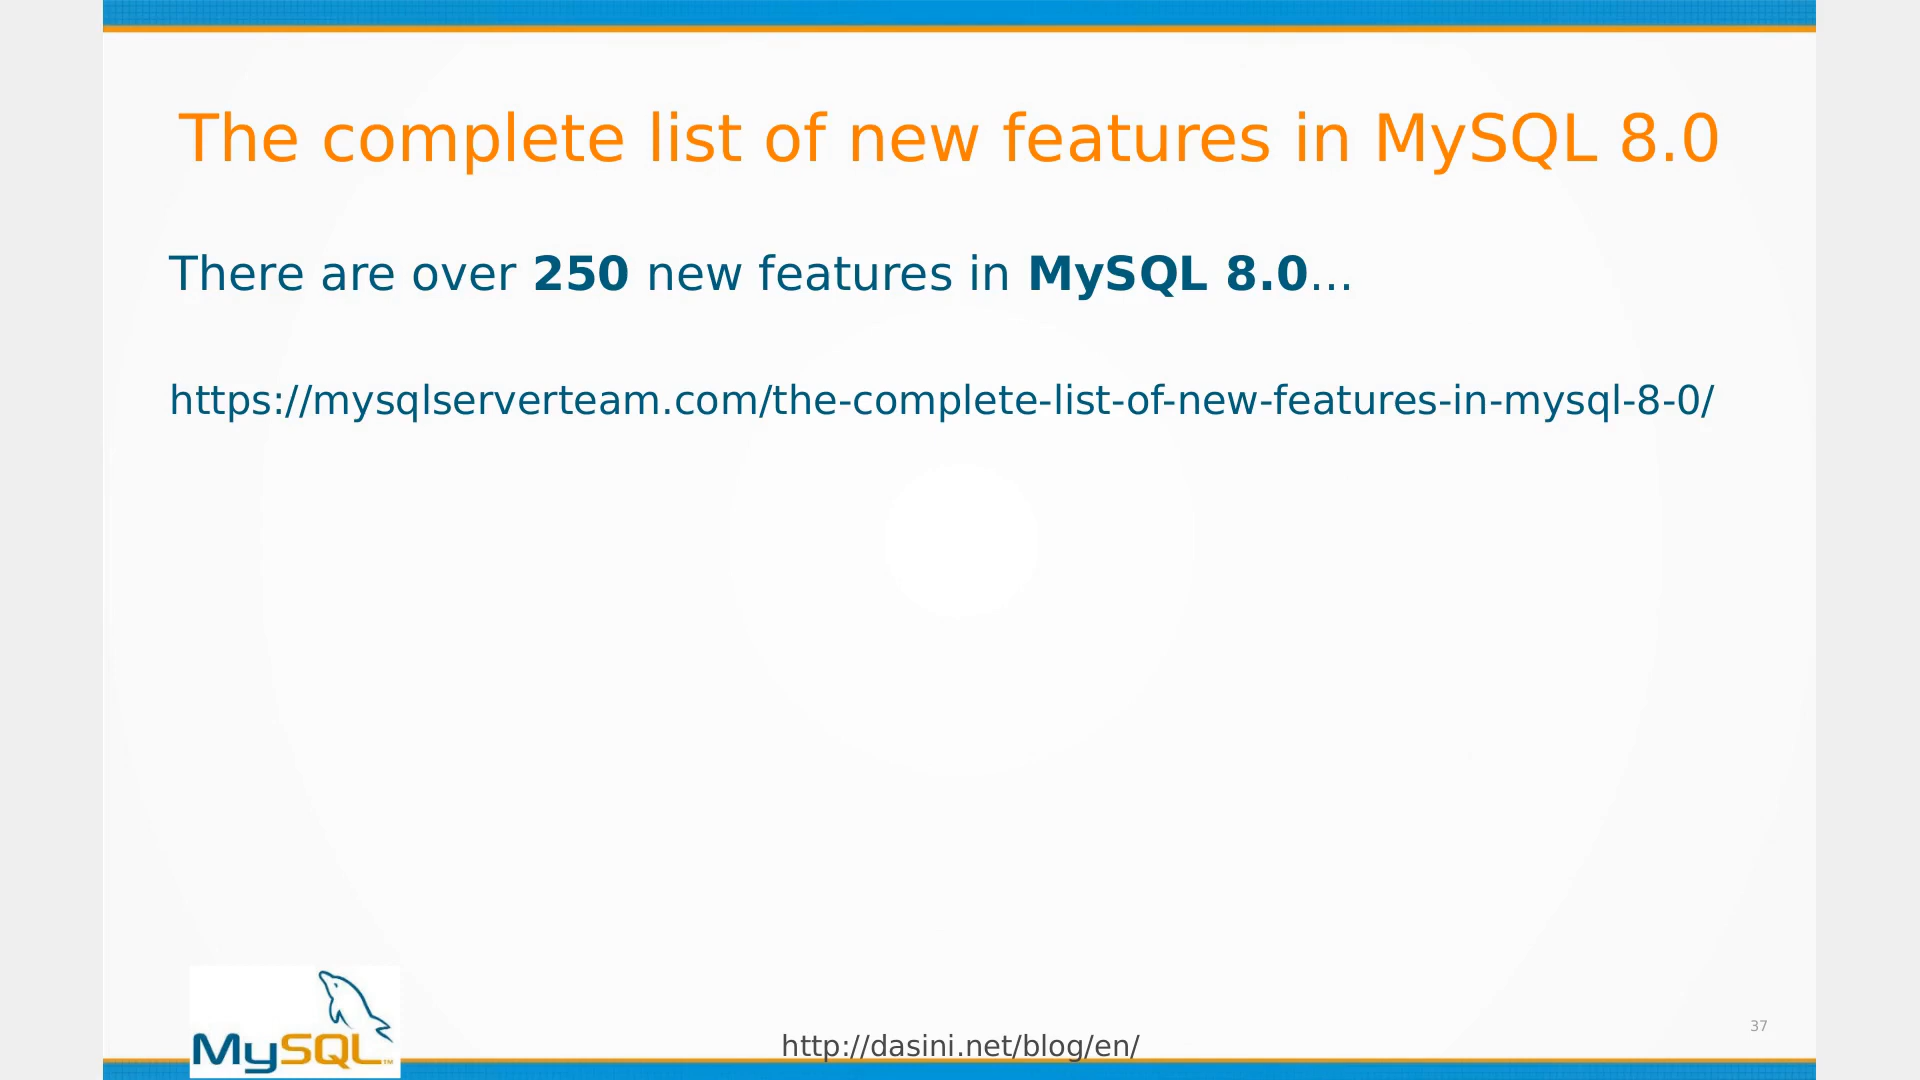 The complete list of new features in MySQL 8.0
There are over 250 new features in MySQL 8.0...
https://mysqlserverteam.com/the-complete-list-of-new-features-in-mysql-8-0/
37
MySQL™
http://dasini.net/blog/en/